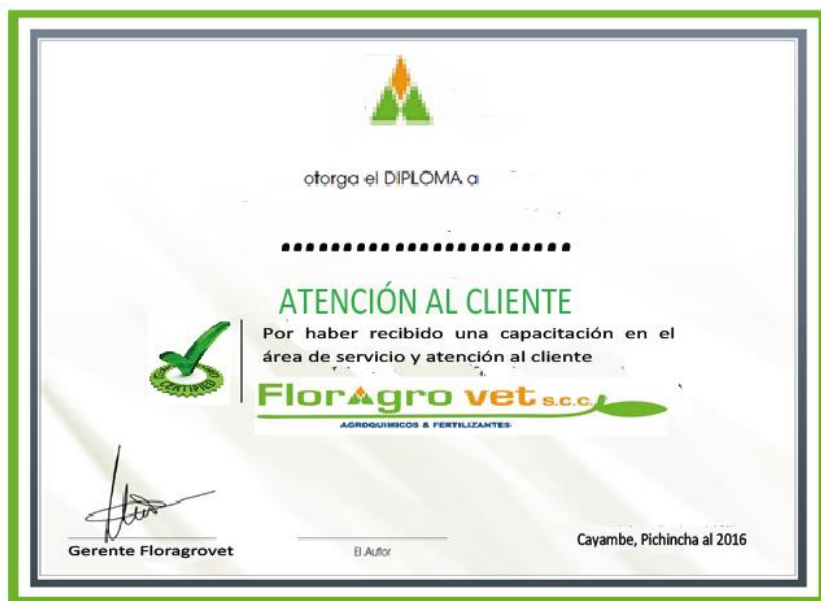 otorga el DIPLOMA a
.......................
ATENCIÓN AL CLIENTE
Por haber recibido una capacitación en el
área de servicio y atención al cliente
CERTIFIED
Floragro vet s.c.c.
AGROQUIMICOS & FERTILIZANTES
Gerente Floragrovet
El Autor
Cayambe, Pichincha al 2016